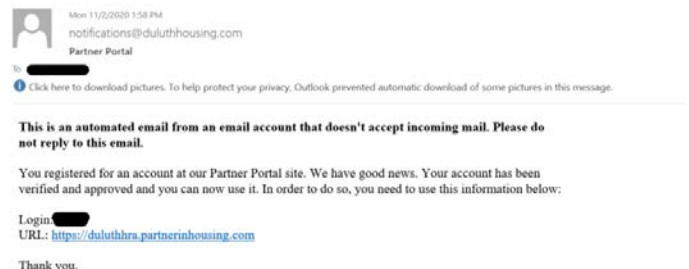 Mon 11/2/2020 1:58 PM
notifications@duluthhousing.com
Partner Portal
To
Click here to download pictures. To help protect your privacy, Outlook prevented automatic download of some pictures in this message.
This is an automated email from an email account that doesn't accept incoming mail. Please do
not reply to this email.
You registered for an account at our Partner Portal site. We have good news. Your account has been
verified and approved and you can now use it. In order to do so, you need to use this information below:
Login:
URL: https://duluthhra.partnerinhousing.com
Thank you.